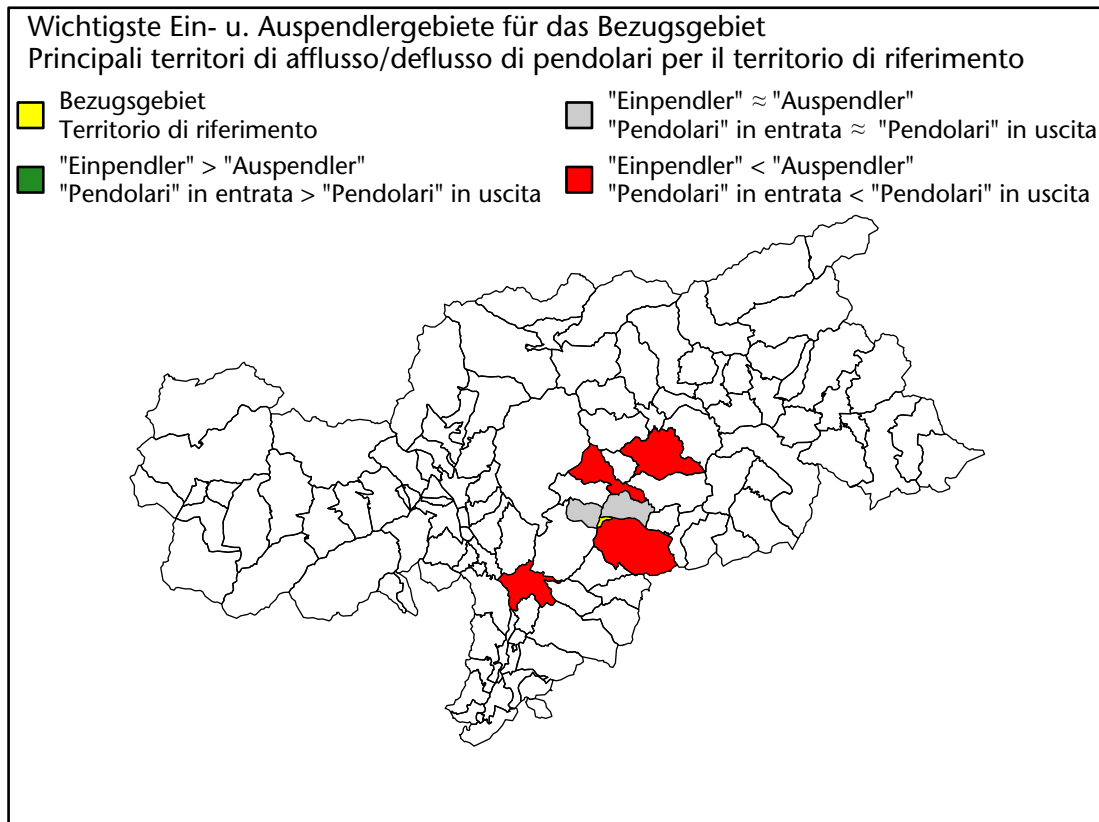 Wichtigste Ein- u. Auspendlergebiete für das Bezugsgebiet
Principali territori di afflusso/deflusso di pendolari per il territorio di riferimento
Bezugsgebiet
Territorio di riferimento
"Einpendler" > "Auspendler"
"Pendolari" in entrata > "Pendolari" in uscita
"Einpendler" ≈ "Auspendler"
"Pendolari" in entrata ≈ "Pendolari" in uscita
"Einpendler" < "Auspendler"
"Pendolari" in entrata < "Pendolari" in uscita